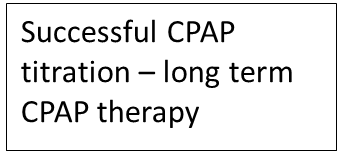 Successful CPAP
titration – long term
CPAP therapy